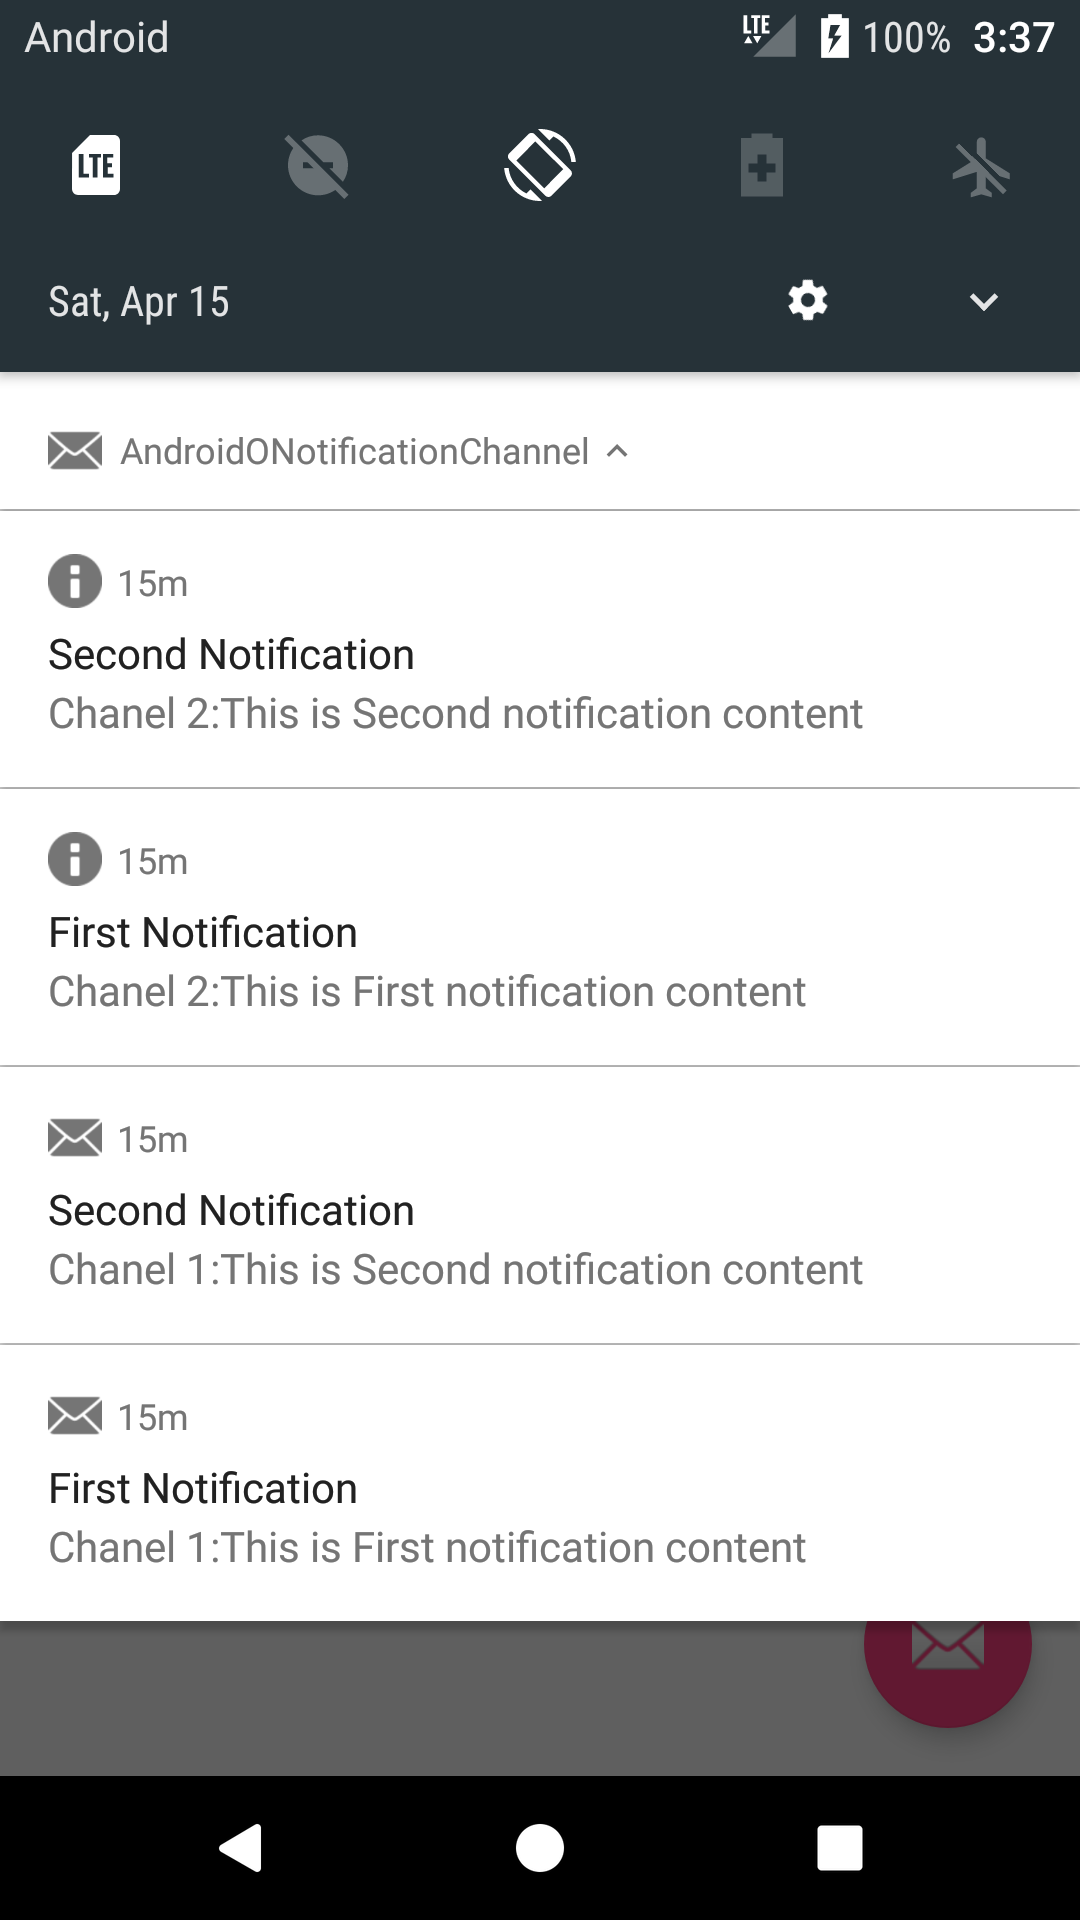 Android LTE 100% 3:37
LTE
Sat, Apr 15
AndroidONotificationChannel
15m
Second Notification
Chanel 2:This is Second notification content
15m
First Notification
Chanel 2:This is First notification content
15m
Second Notification
Chanel 1:This is Second notification content
15m
First Notification
Chanel 1:This is First notification content